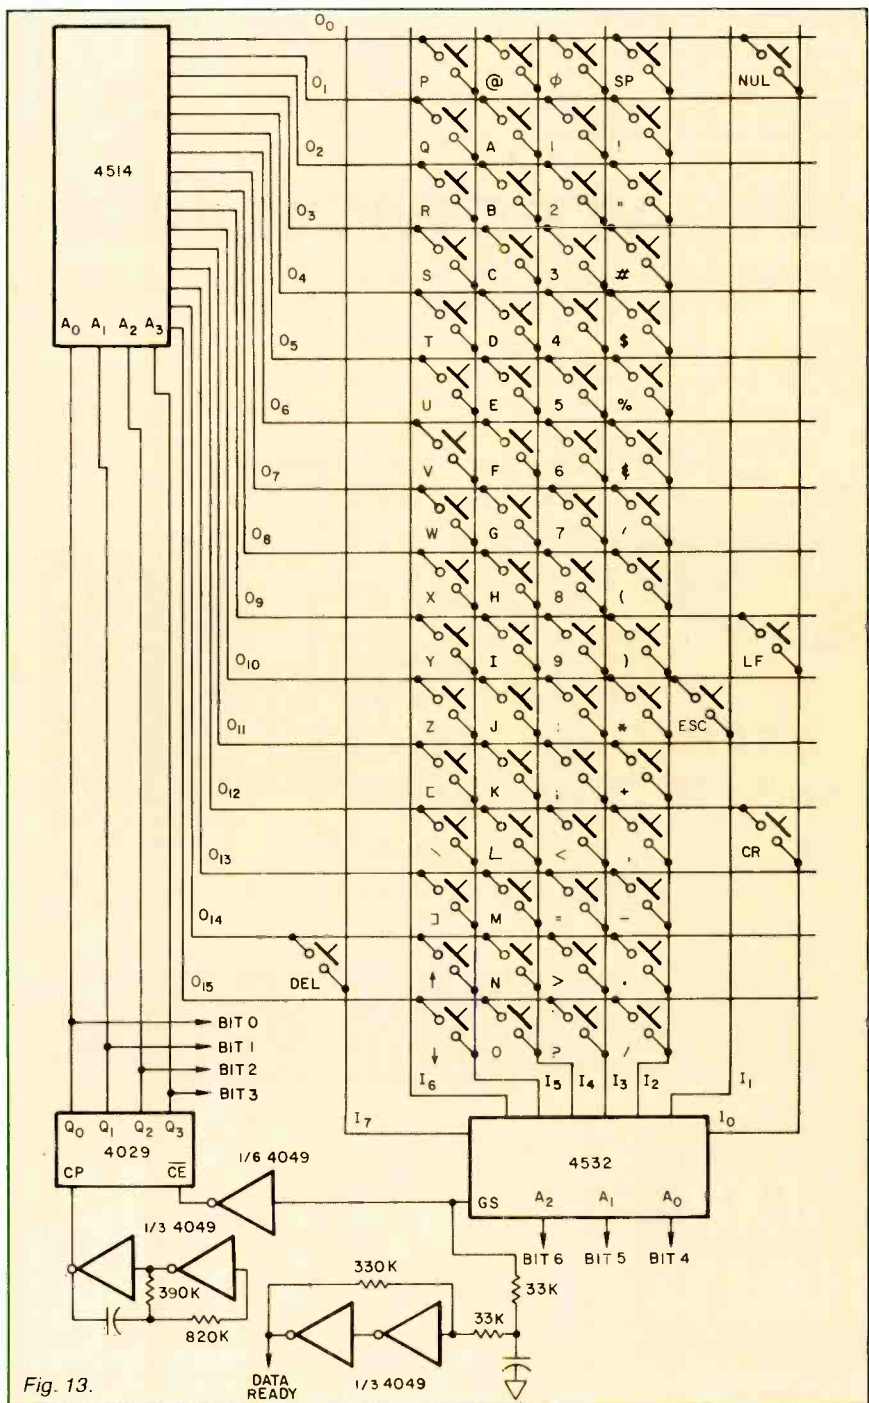 O0
O1
O2
O3
O4
O5
O6
O7
O8
O9
O10
O11
O12
O13
O14
O15
4514
A0 A1 A2 A3
P @ φ SP NUL
Q A 1 !
R B 2 "
S C 3 #
T D 4 $
U E 5 %
V F 6 $
W G 7 '
X H 8 (
Y I 9 ) LF
Z J : * ESC
[ K ; +
\ L < , CR
] M = -
DEL ↑ N > .
↓ O ? /
BIT 0
BIT 1
BIT 2
BIT 3
I7 I6 I5 I4 I3 I2 I1 I0
Q0 Q1 Q2 Q3
4029
CP CE
1/6 4049
4532
GS A2 A1 A0
BIT 6 BIT 5 BIT 4
1/3 4049
390K
820K
330K
33K
33K
DATA
READY
1/3 4049
Fig. 13.